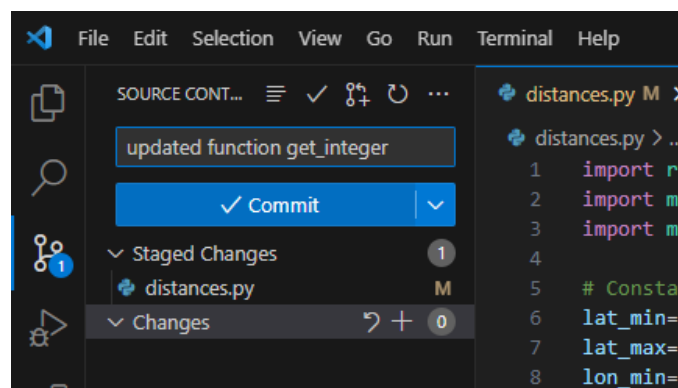 File Edit Selection View Go Run Terminal Help
SOURCE CONT...
updated function get_integer
Commit
Staged Changes 1
distances.py M
Changes 0
1
distances.py M
distances.py > ..
1 import r
2 import m
3 import m
4
5 # Consta
6 lat_min=
7 lat_max=
8 lon_min=